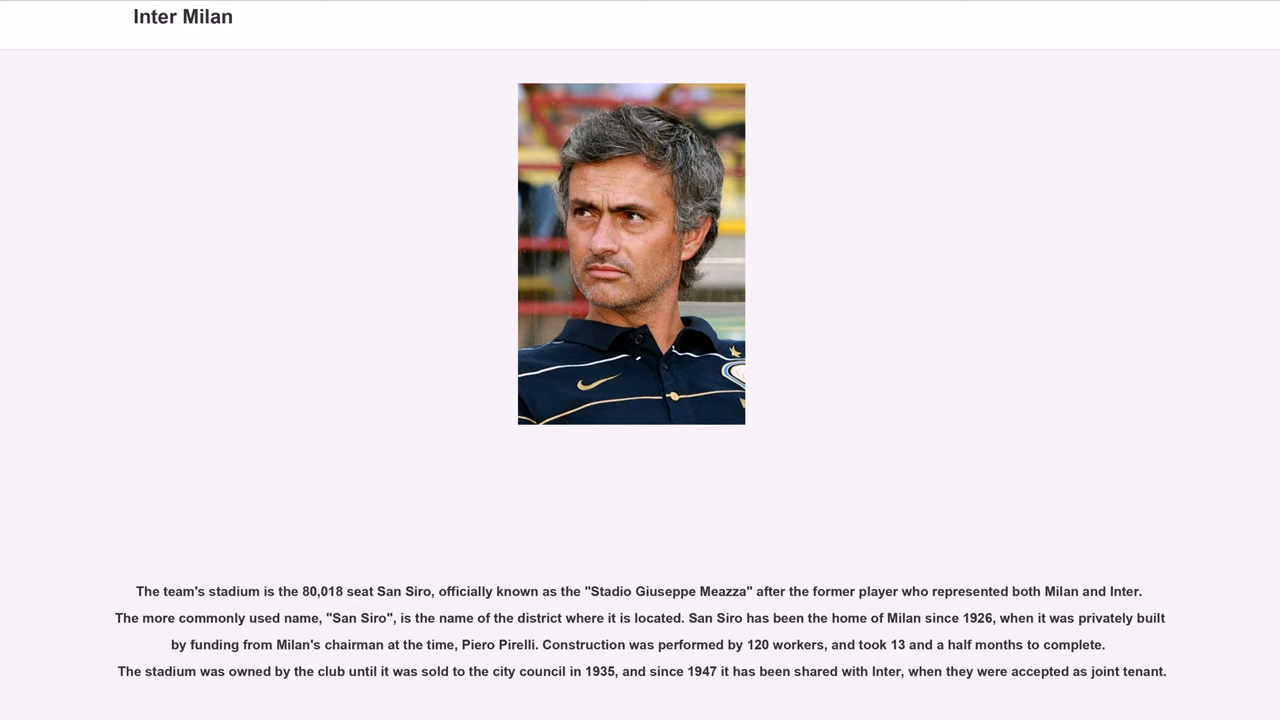 Inter Milan
The team's stadium is the 80,018 seat San Siro, officially known as the "Stadio Giuseppe Meazza" after the former player who represented both Milan and Inter.
The more commonly used name, "San Siro", is the name of the district where it is located. San Siro has been the home of Milan since 1926, when it was privately built
by funding from Milan's chairman at the time, Piero Pirelli. Construction was performed by 120 workers, and took 13 and a half months to complete.
The stadium was owned by the club until it was sold to the city council in 1935, and since 1947 it has been shared with Inter, when they were accepted as joint tenant.